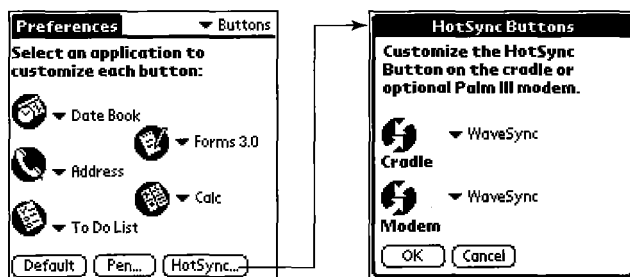 Preferences
Buttons
Select an application to
customize each button:
Date Book
Forms 3.0
Address
Calc
To Do List
Default
Pen...
HotSync...
HotSync Buttons
Customize the HotSync
Button on the cradle or
optional Palm III modem.
WaveSync
Cradle
WaveSync
Modem
OK
Cancel